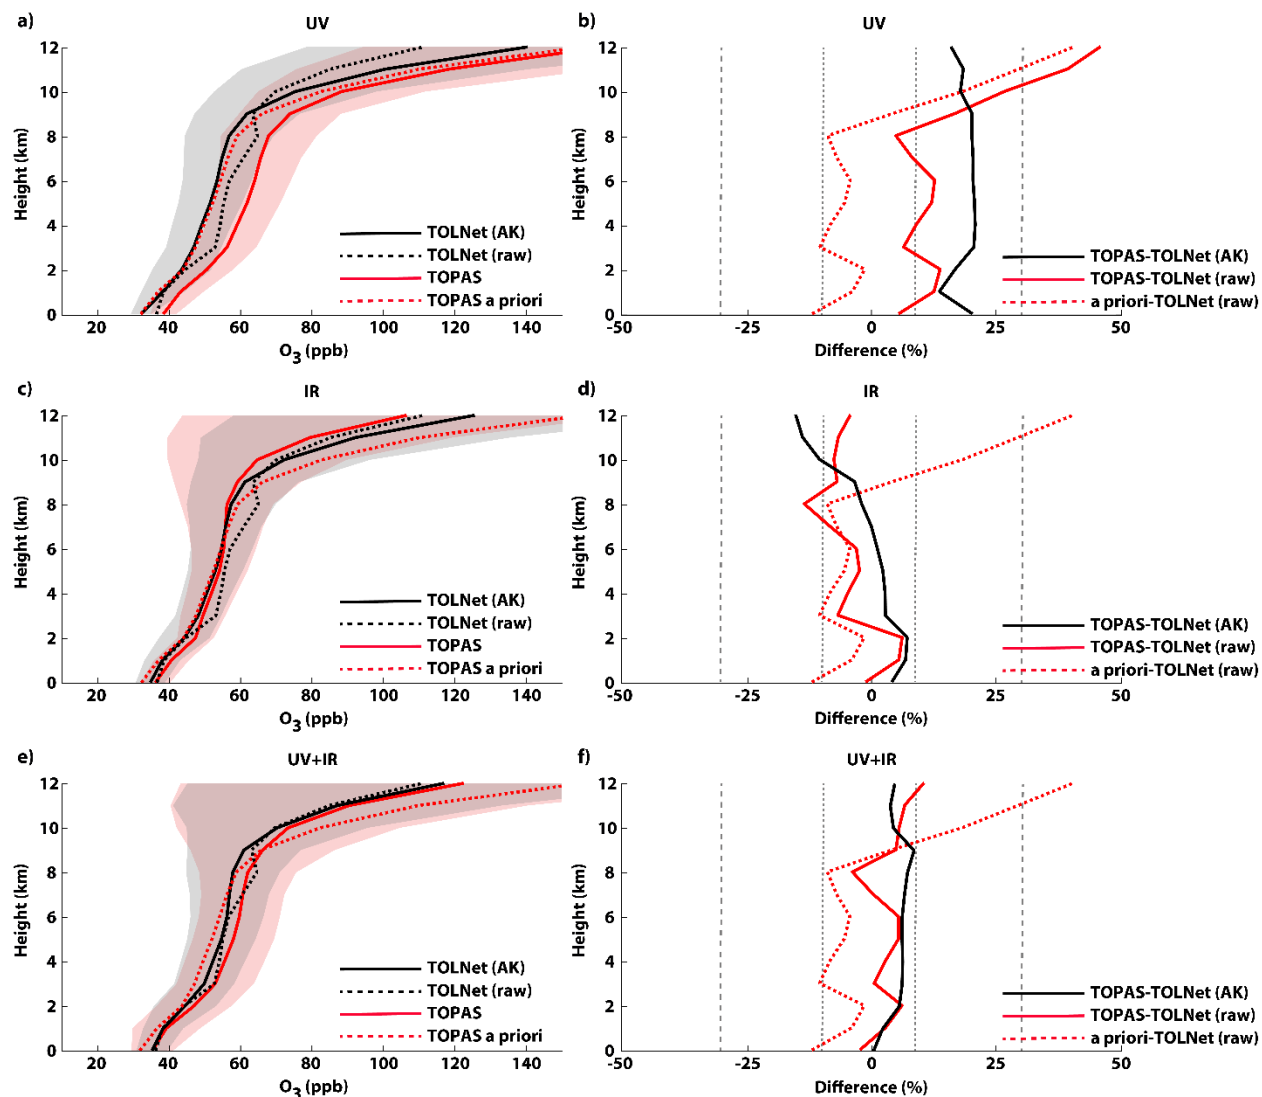 a) UV
12
10
8
6
4
2
0
Height (km)
TOLNet (AK)
TOLNet (raw)
TOPAS
TOPAS a priori
20 40 60 80 100 120 140
O3 (ppb)
b) UV
12
10
8
6
4
2
0
Height (km)
TOPAS-TOLNet (AK)
TOPAS-TOLNet (raw)
a priori-TOLNet (raw)
-50 -25 0 25 50
Difference (%)
c) IR
12
10
8
6
4
2
0
Height (km)
TOLNet (AK)
TOLNet (raw)
TOPAS
TOPAS a priori
20 40 60 80 100 120 140
O3 (ppb)
d) IR
12
10
8
6
4
2
0
Height (km)
TOPAS-TOLNet (AK)
TOPAS-TOLNet (raw)
a priori-TOLNet (raw)
-50 -25 0 25 50
Difference (%)
e) UV+IR
12
10
8
6
4
2
0
Height (km)
TOLNet (AK)
TOLNet (raw)
TOPAS
TOPAS a priori
20 40 60 80 100 120 140
O3 (ppb)
f) UV+IR
12
10
8
6
4
2
0
Height (km)
TOPAS-TOLNet (AK)
TOPAS-TOLNet (raw)
a priori-TOLNet (raw)
-50 -25 0 25 50
Difference (%)